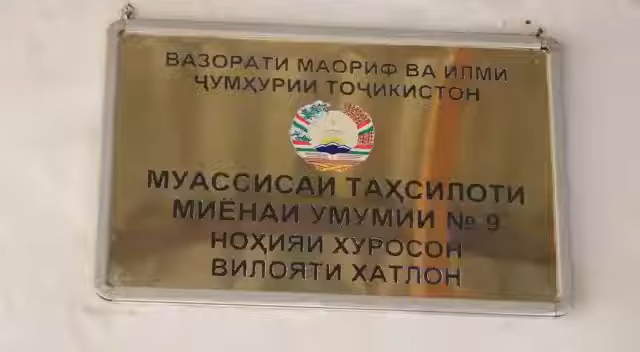 ВАЗОРАТИ МАОРИФ ВА ИЛМИ
ҶУМҲУРИИ ТОҶИКИСТОН
МУАССИСАИ ТАҲСИЛОТИ
МИЁНАИ УМУМИИ № 9
НОҲИЯИ ХУРОСОН
ВИЛОЯТИ ХАТЛОН